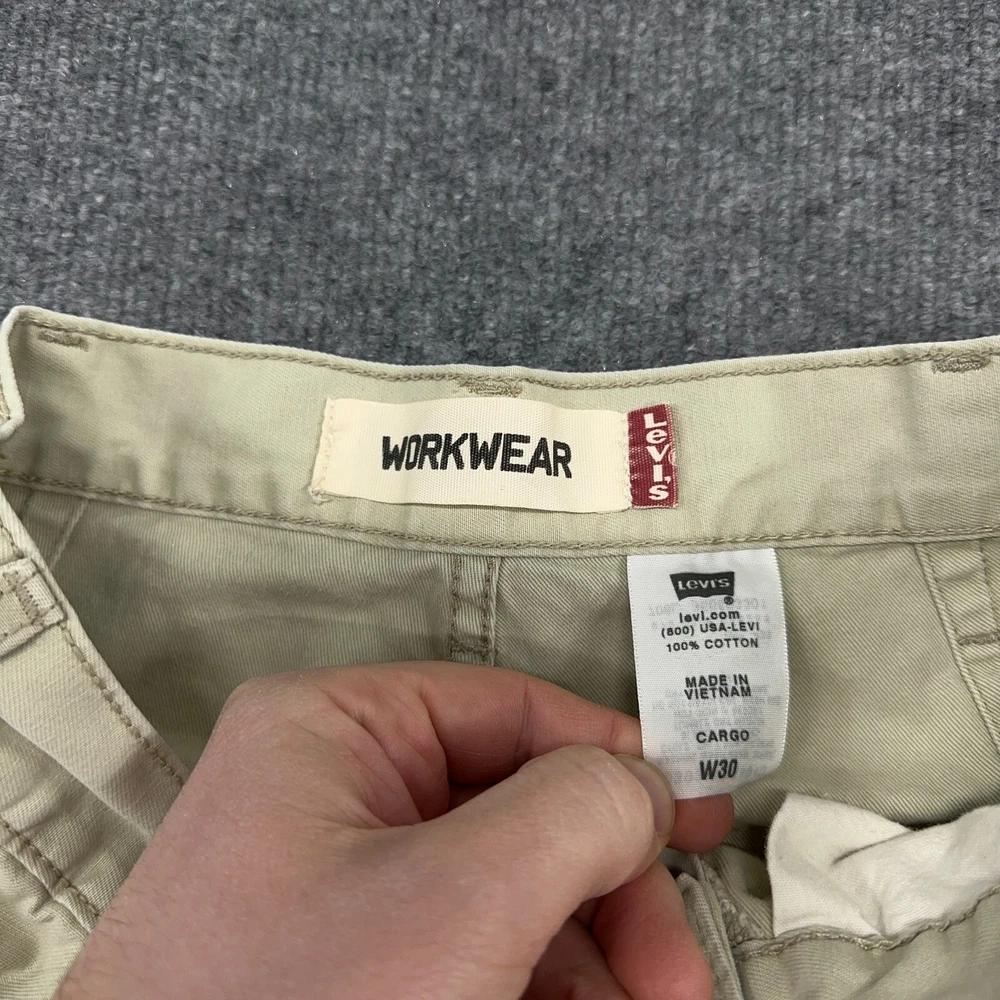 WORKWEAR
LeVI'S
LEVI'S
®
levi.com
(800) USA-LEVI
100% COTTON
MADE IN
VIETNAM
CARGO
W30